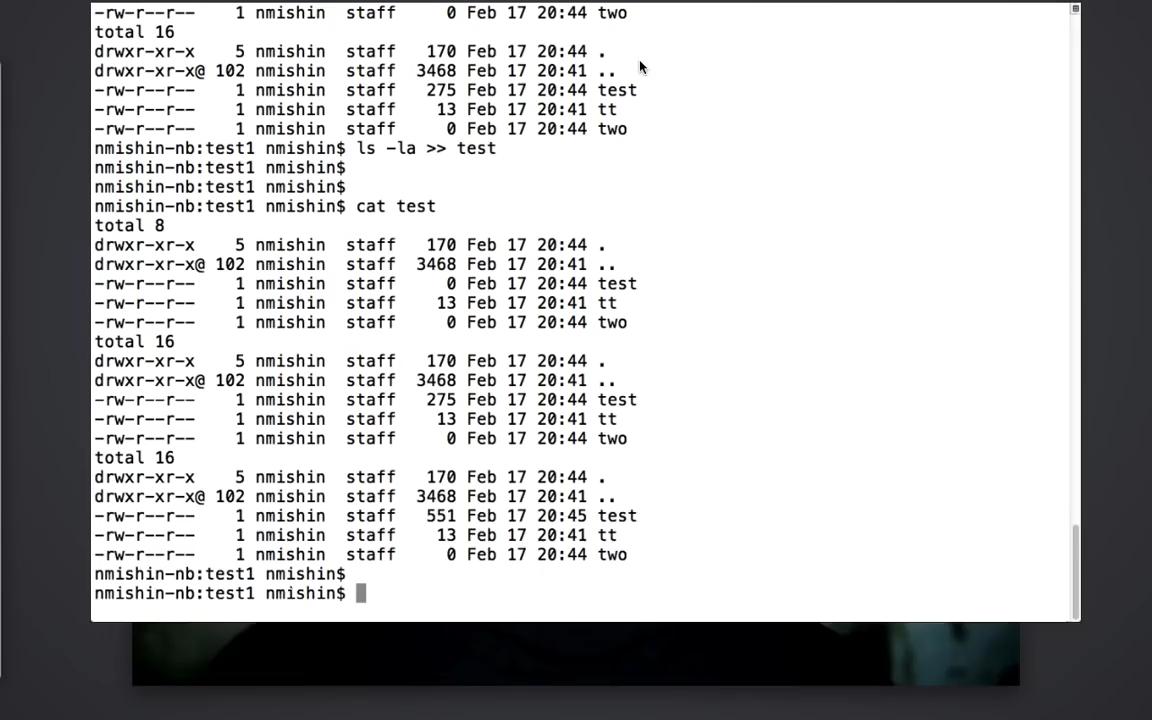 -rw-r--r--    1 nmishin  staff     0 Feb 17 20:44 two
total 16
drwxr-xr-x    5 nmishin  staff   170 Feb 17 20:44 .
drwxr-xr-x@ 102 nmishin  staff  3468 Feb 17 20:41 ..
-rw-r--r--    1 nmishin  staff   275 Feb 17 20:44 test
-rw-r--r--    1 nmishin  staff    13 Feb 17 20:41 tt
-rw-r--r--    1 nmishin  staff     0 Feb 17 20:44 two
nmishin-nb:test1 nmishin$ ls -la >> test
nmishin-nb:test1 nmishin$
nmishin-nb:test1 nmishin$
nmishin-nb:test1 nmishin$ cat test
total 8
drwxr-xr-x    5 nmishin  staff   170 Feb 17 20:44 .
drwxr-xr-x@ 102 nmishin  staff  3468 Feb 17 20:41 ..
-rw-r--r--    1 nmishin  staff     0 Feb 17 20:44 test
-rw-r--r--    1 nmishin  staff    13 Feb 17 20:41 tt
-rw-r--r--    1 nmishin  staff     0 Feb 17 20:44 two
total 16
drwxr-xr-x    5 nmishin  staff   170 Feb 17 20:44 .
drwxr-xr-x@ 102 nmishin  staff  3468 Feb 17 20:41 ..
-rw-r--r--    1 nmishin  staff   275 Feb 17 20:44 test
-rw-r--r--    1 nmishin  staff    13 Feb 17 20:41 tt
-rw-r--r--    1 nmishin  staff     0 Feb 17 20:44 two
total 16
drwxr-xr-x    5 nmishin  staff   170 Feb 17 20:44 .
drwxr-xr-x@ 102 nmishin  staff  3468 Feb 17 20:41 ..
-rw-r--r--    1 nmishin  staff   551 Feb 17 20:45 test
-rw-r--r--    1 nmishin  staff    13 Feb 17 20:41 tt
-rw-r--r--    1 nmishin  staff     0 Feb 17 20:44 two
nmishin-nb:test1 nmishin$
nmishin-nb:test1 nmishin$